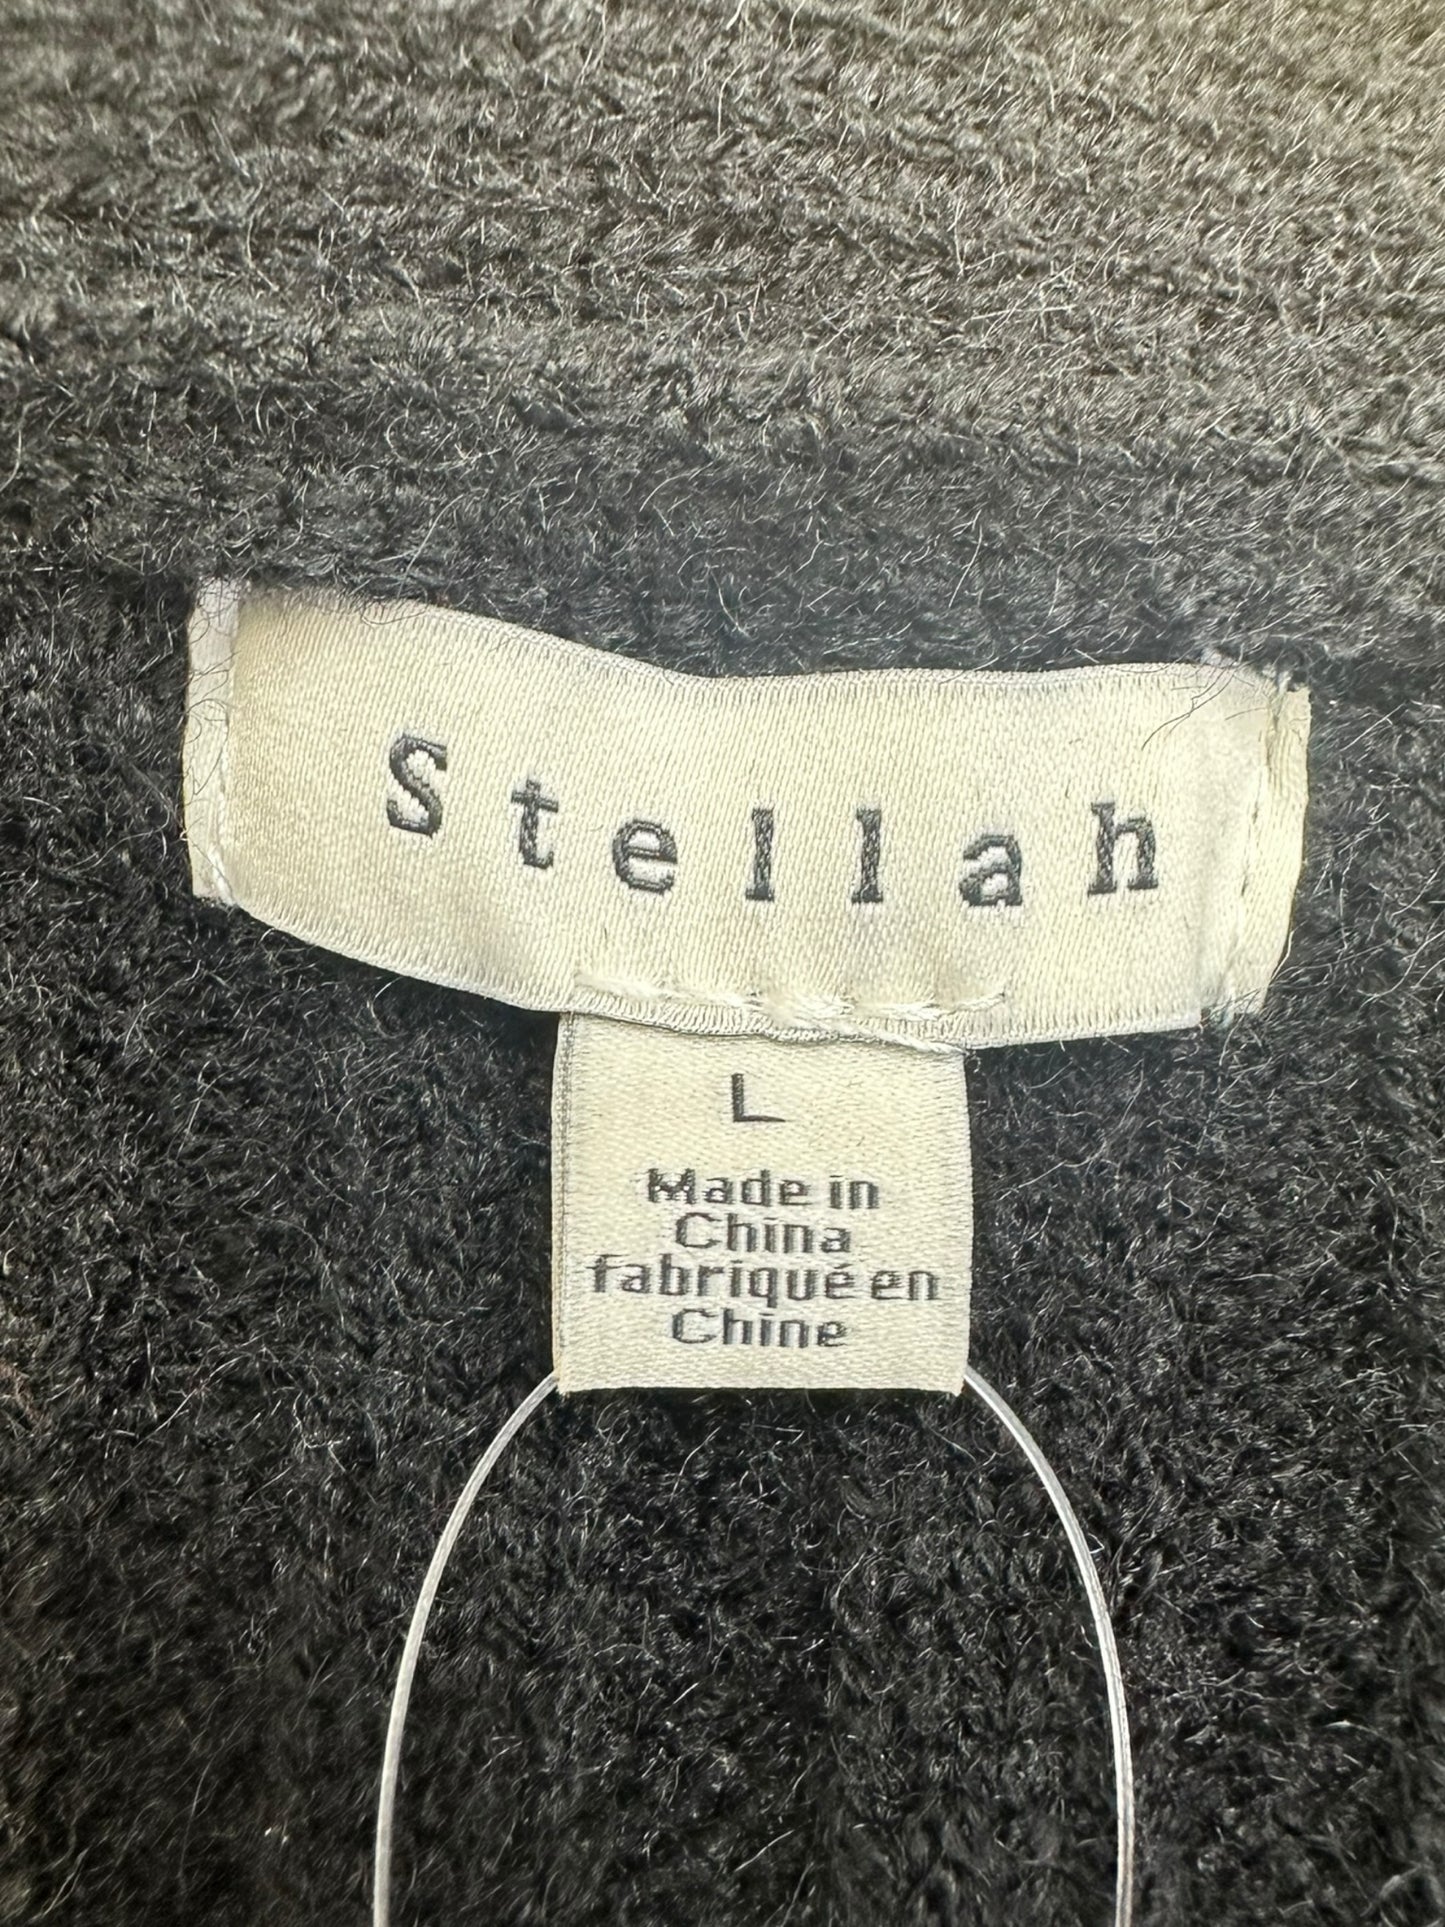 Stellah
L
Made in
China
fabriqué en
Chine